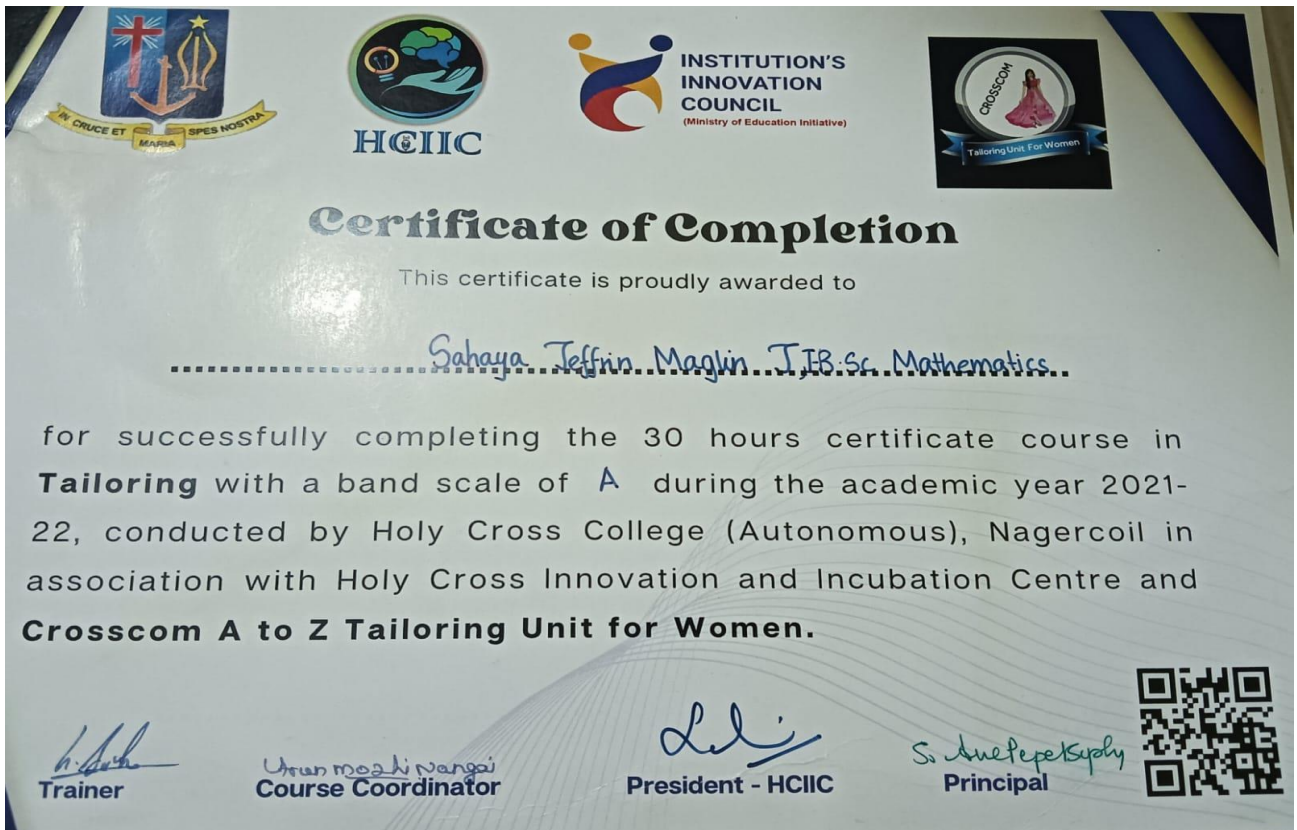 IN CRUCE ET MARIA SPES NOSTRA
HCIIC
INSTITUTION'S
INNOVATION
COUNCIL
(Ministry of Education Initiative)
CROSSCOM
Tailoring Unit For Women
Certificate of Completion
This certificate is proudly awarded to
Sahaya Jeffrin Maglin J, I-B.Sc. Mathematics
for successfully completing the 30 hours certificate course in
Tailoring with a band scale of A during the academic year 2021-
22, conducted by Holy Cross College (Autonomous), Nagercoil in
association with Holy Cross Innovation and Incubation Centre and
Crosscom A to Z Tailoring Unit for Women.
Trainer
Course Coordinator
President - HCIIC
Principal